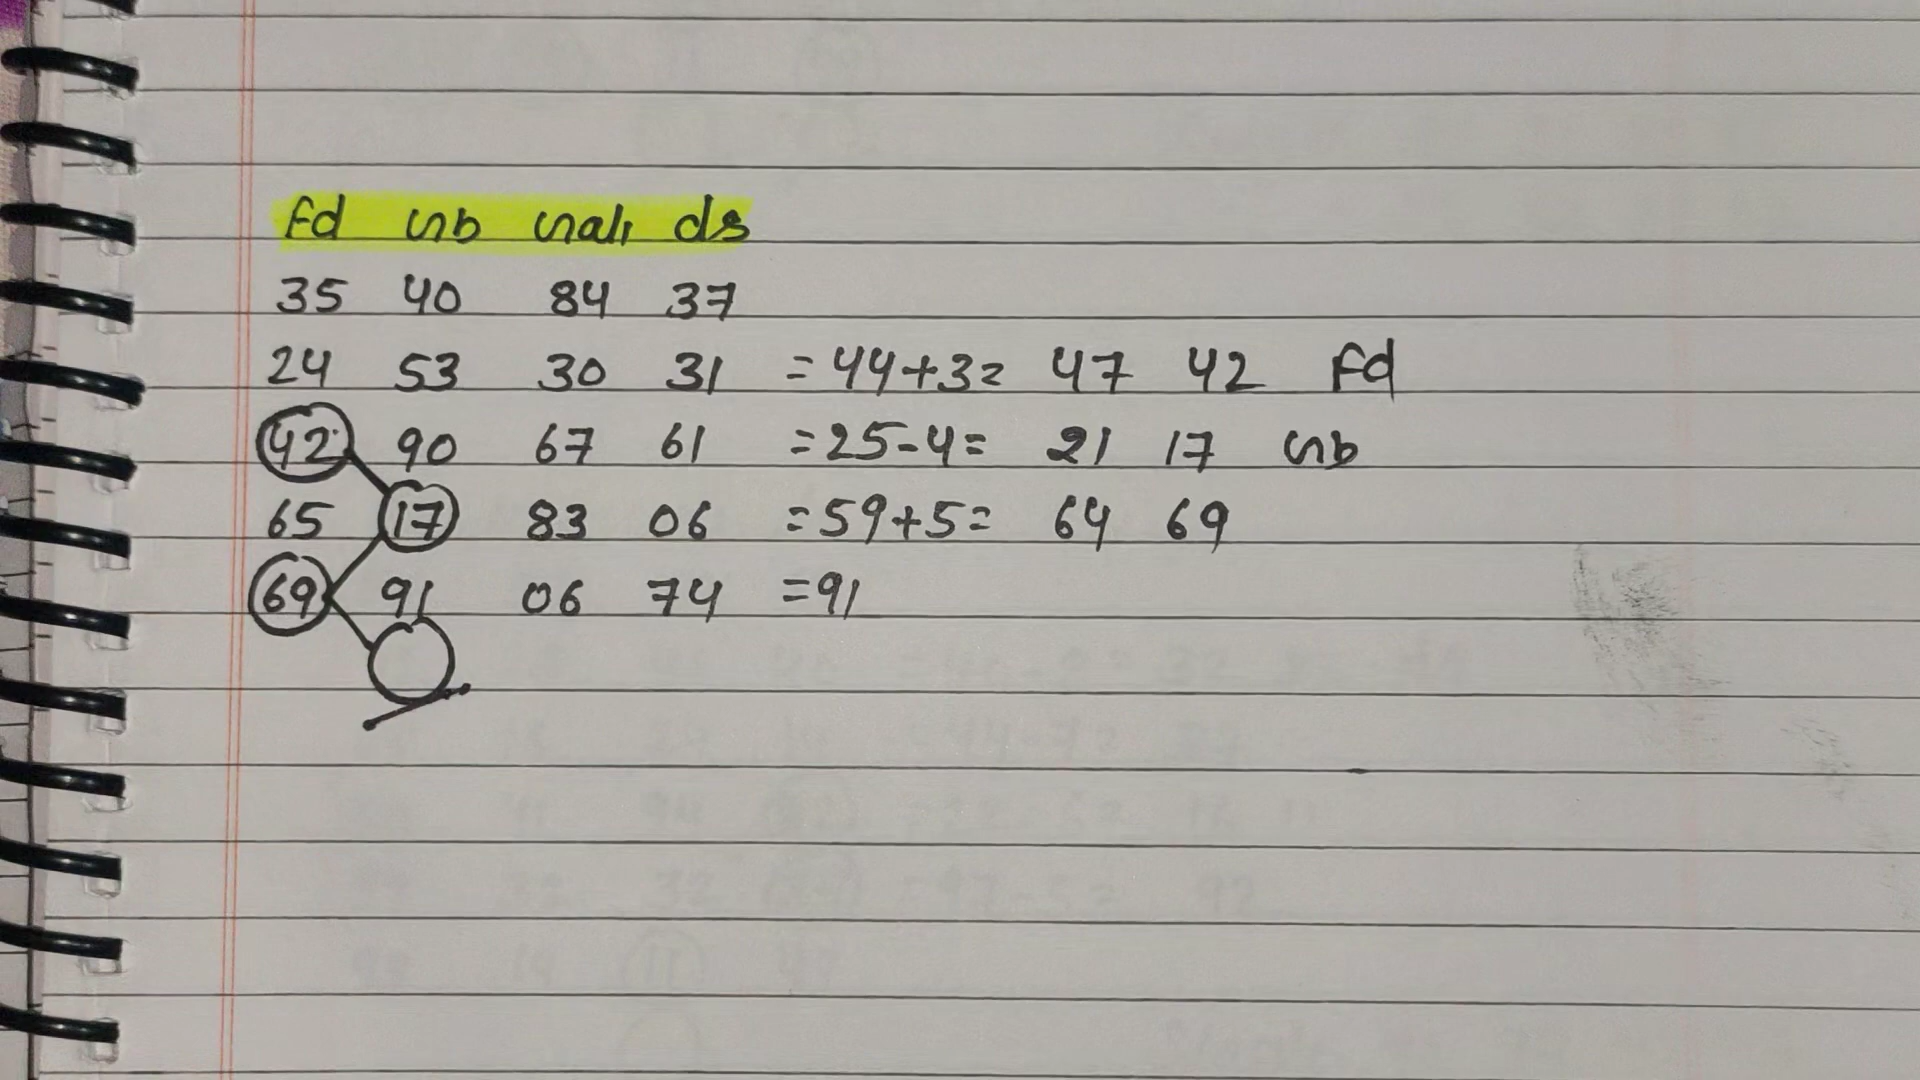 Fd Gb Gali ds
35 40 84 37
24 53 30 31 =44+3= 47 42 Fd
42 90 67 61 =25-4= 21 17 Gb
65 17 83 06 =59+5= 64 69
69 91 06 74 =91